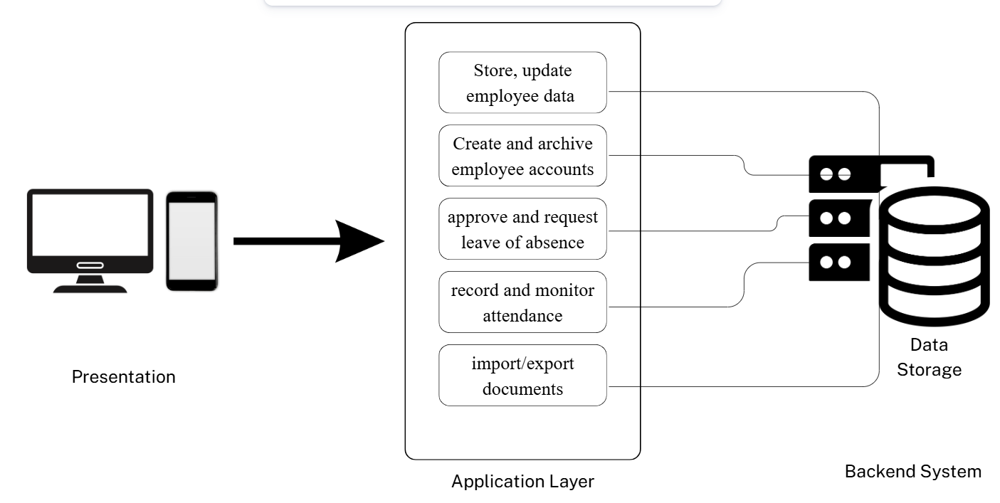 Store, update
employee data
Create and archive
employee accounts
approve and request
leave of absence
record and monitor
attendance
import/export
documents
Presentation
Application Layer
Data
Storage
Backend System